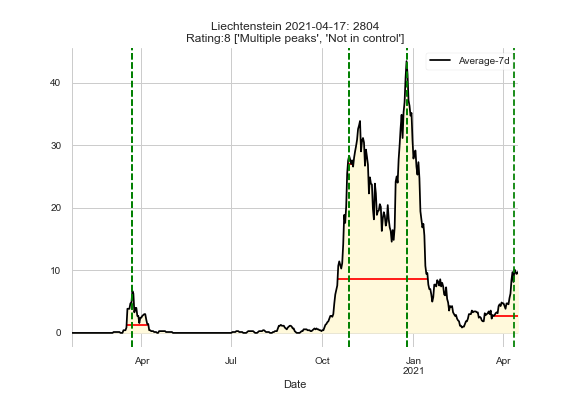 Liechtenstein 2021-04-17: 2804
Rating:8 ['Multiple peaks', 'Not in control']
Average-7d
40
30
20
10
0
Apr Jul Oct Jan Apr
2021
Date